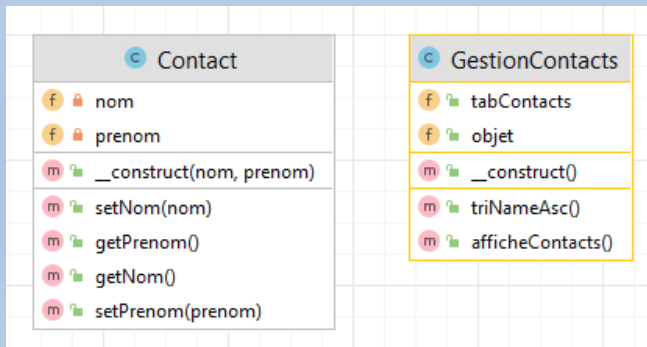 Contact
nom
prenom
__construct(nom, prenom)
setNom(nom)
getPrenom()
getNom()
setPrenom(prenom)
GestionContacts
tabContacts
objet
__construct()
triNameAsc()
afficheContacts()